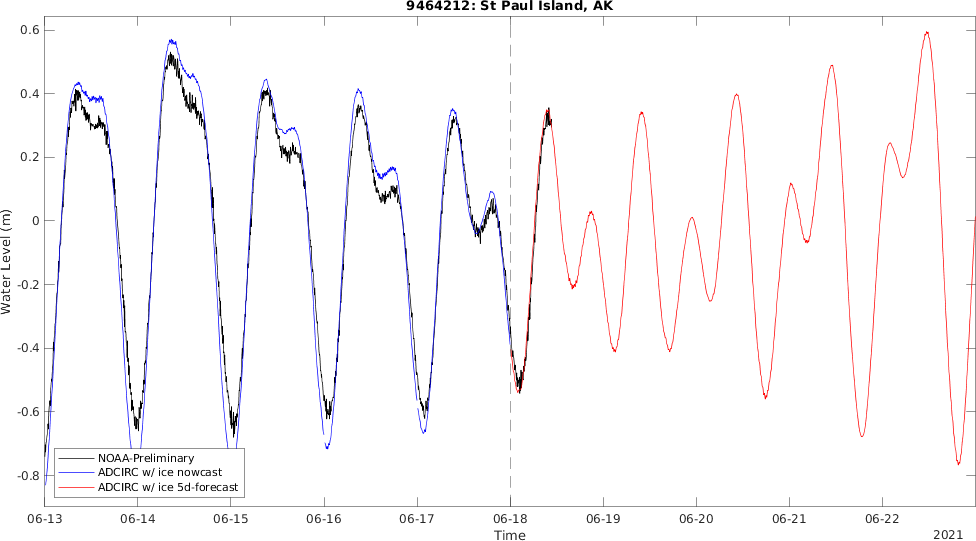 9464212: St Paul Island, AK
Water Level (m)
0.6
0.4
0.2
0
-0.2
-0.4
-0.6
-0.8
NOAA-Preliminary
ADCIRC w/ ice nowcast
ADCIRC w/ ice 5d-forecast
06-13 06-14 06-15 06-16 06-17 06-18 06-19 06-20 06-21 06-22
Time
2021